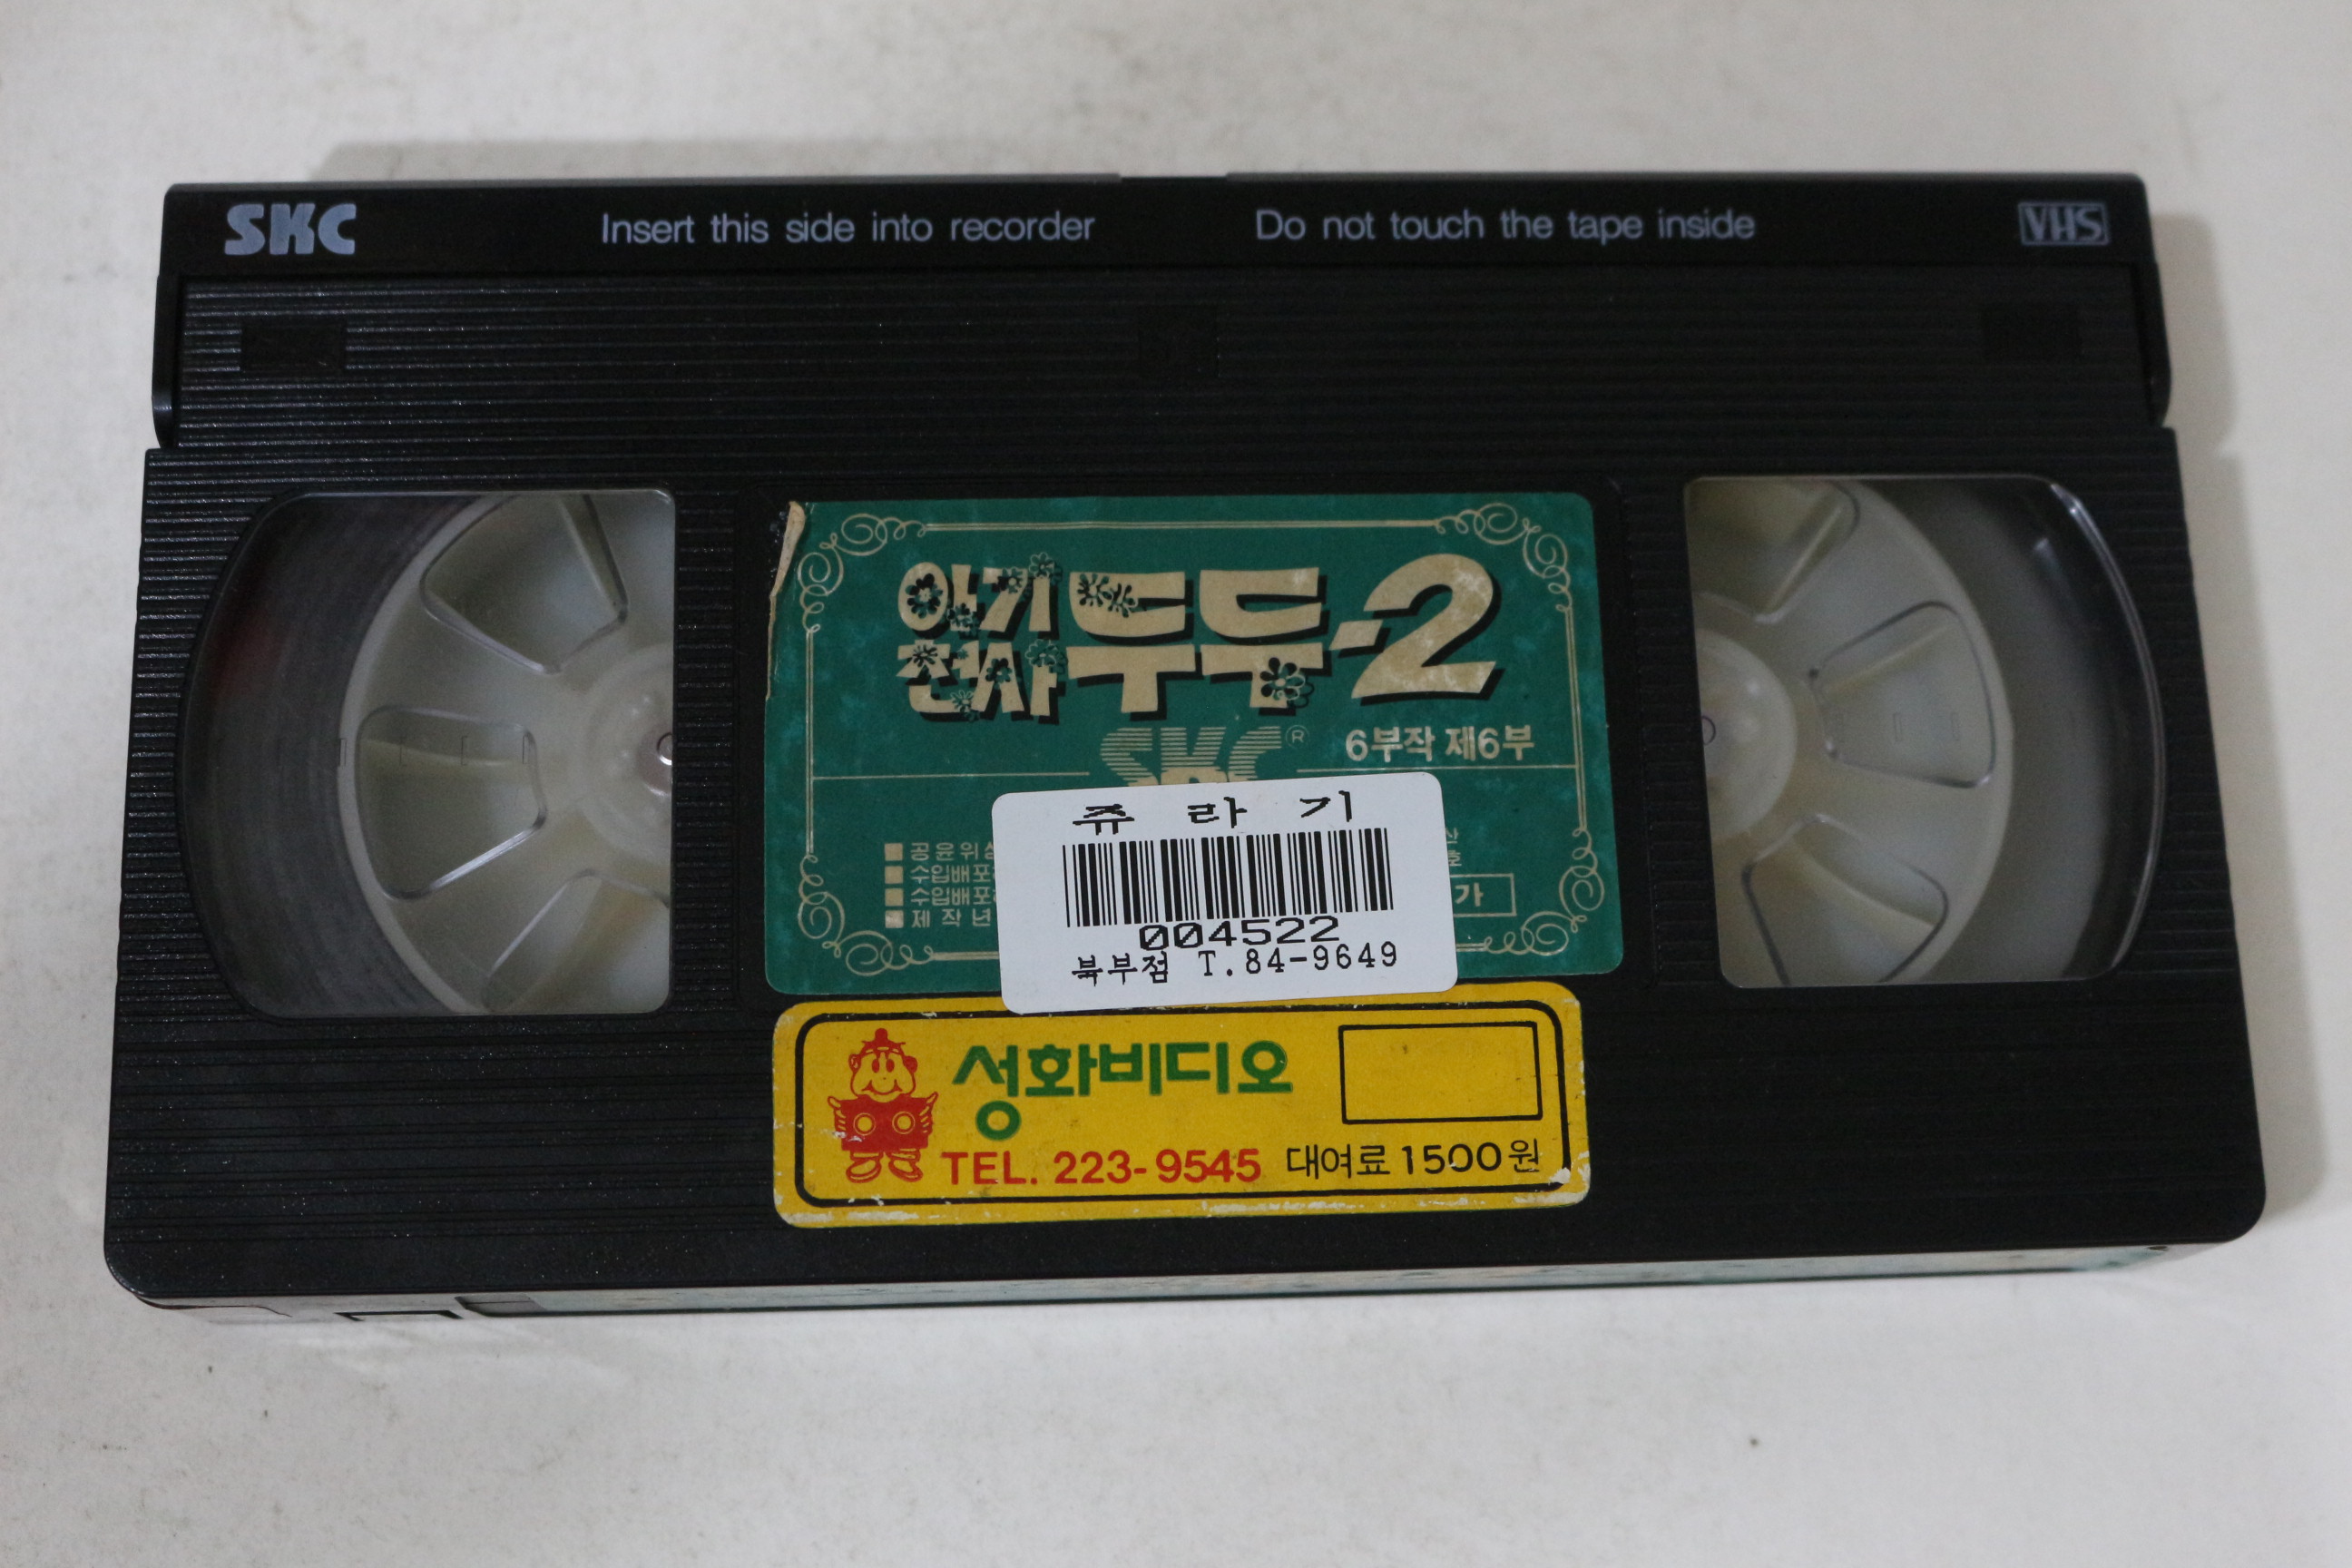 SKC Insert this side into recorder Do not touch the tape inside VHS
아기
천사
두두-2
SKC®
6부작 제6부
쥬 라 기
공윤위심
수입배포
수입배포
제 작 년
가
004522
북부점 T.84-9649
성화비디오
TEL. 223-9545 대여료 1500원